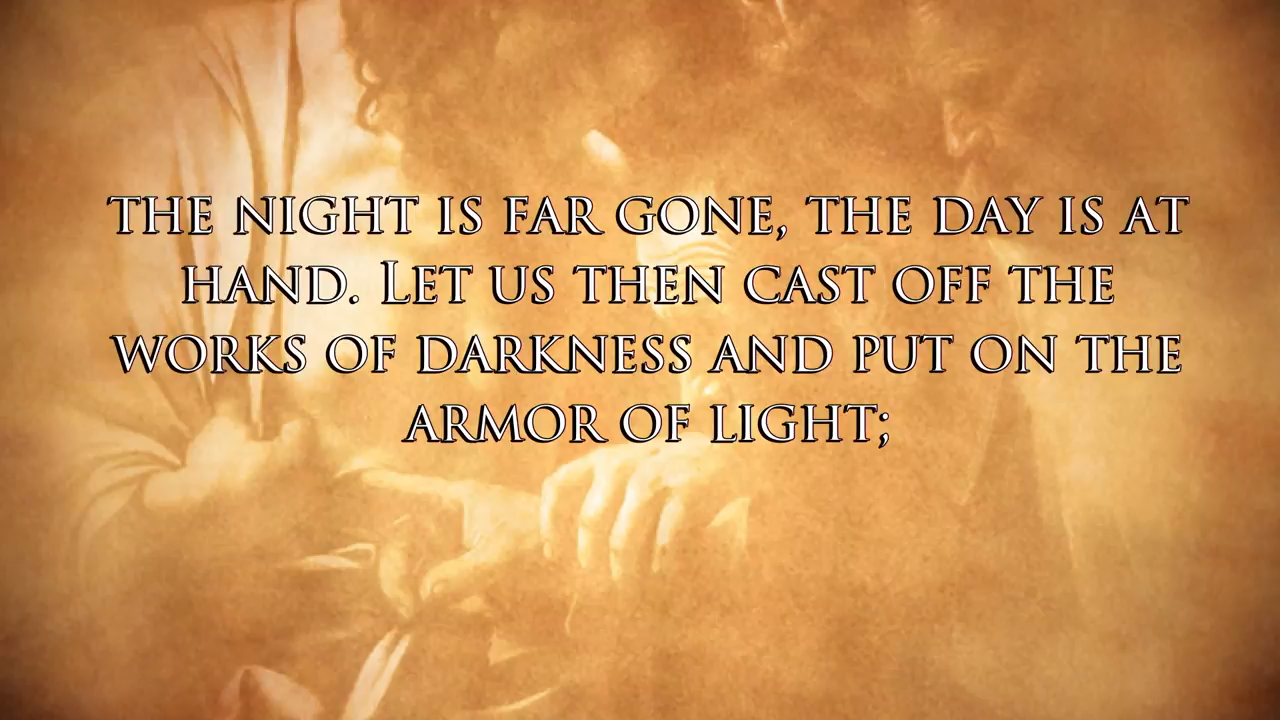 THE NIGHT IS FAR GONE, THE DAY IS AT
HAND. LET US THEN CAST OFF THE
WORKS OF DARKNESS AND PUT ON THE
ARMOR OF LIGHT;